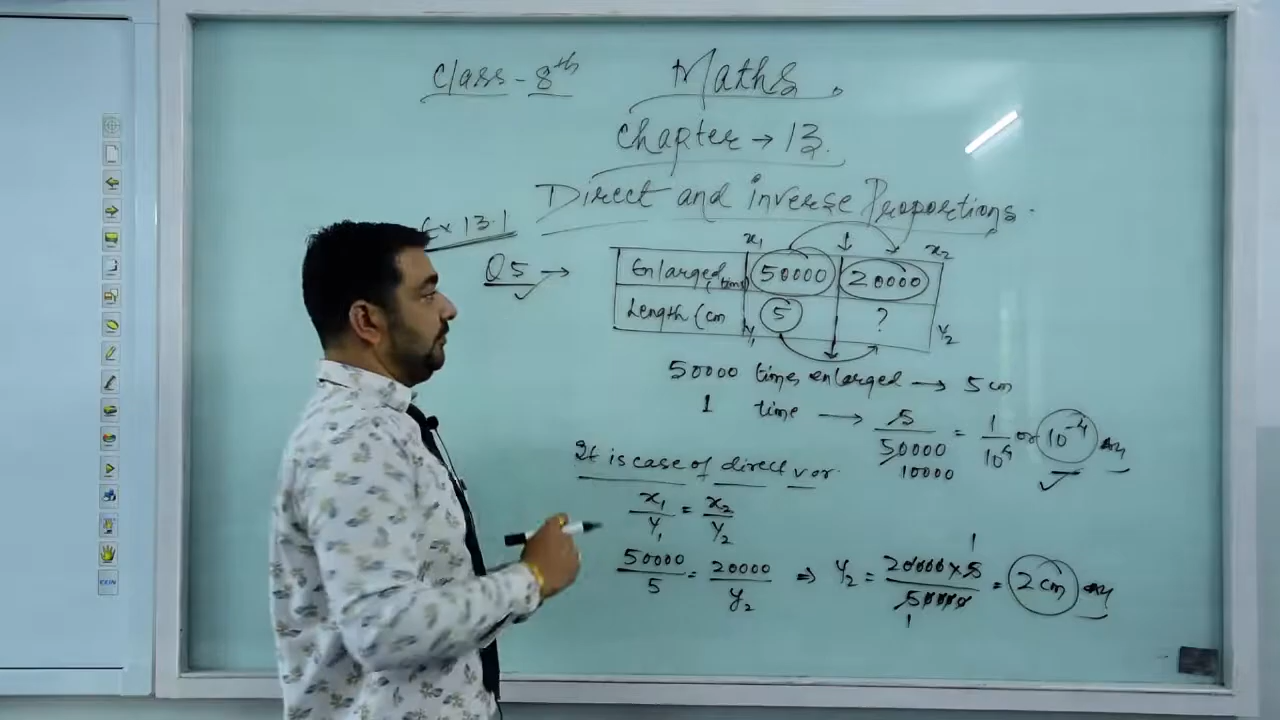 Class - 8th Maths
Chapter → 13.
Direct and inverse Proportions.
Ex 13.1
Q5 →
x1 x2
Enlarged (time) 50000 20000
Length (cm 5 ?
y1 y2
50000 times enlarged → 5 cm
1 time → 5/50000 = 1/10^4 or 10^-4
10000
It is case of direct var.
x1/y1 = x2/y2
50000/5 = 20000/y2 ⇒ y2 = 20000 × 5/50000 = 2 cm
1
1